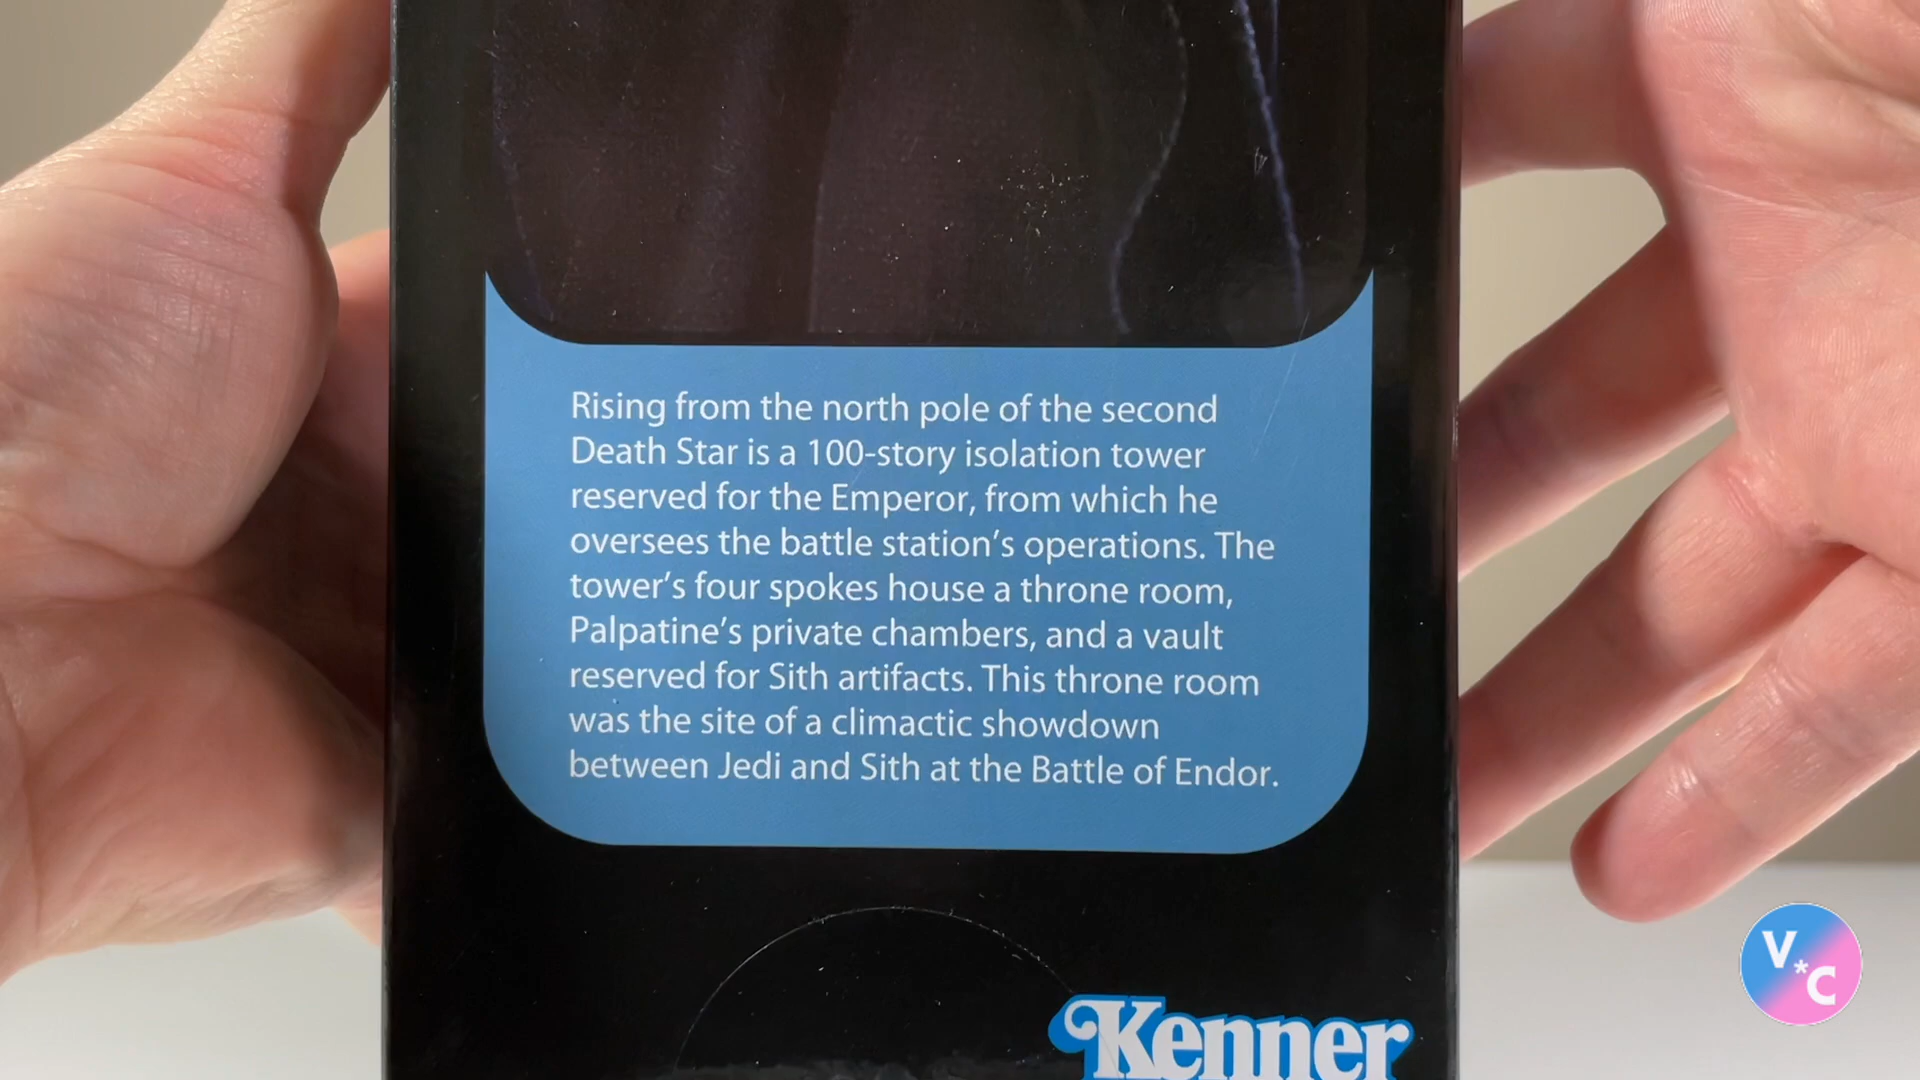 Rising from the north pole of the second
Death Star is a 100-story isolation tower
reserved for the Emperor, from which he
oversees the battle station's operations. The
tower's four spokes house a throne room,
Palpatine's private chambers, and a vault
reserved for Sith artifacts. This throne room
was the site of a climactic showdown
between Jedi and Sith at the Battle of Endor.
Kenner
V*C